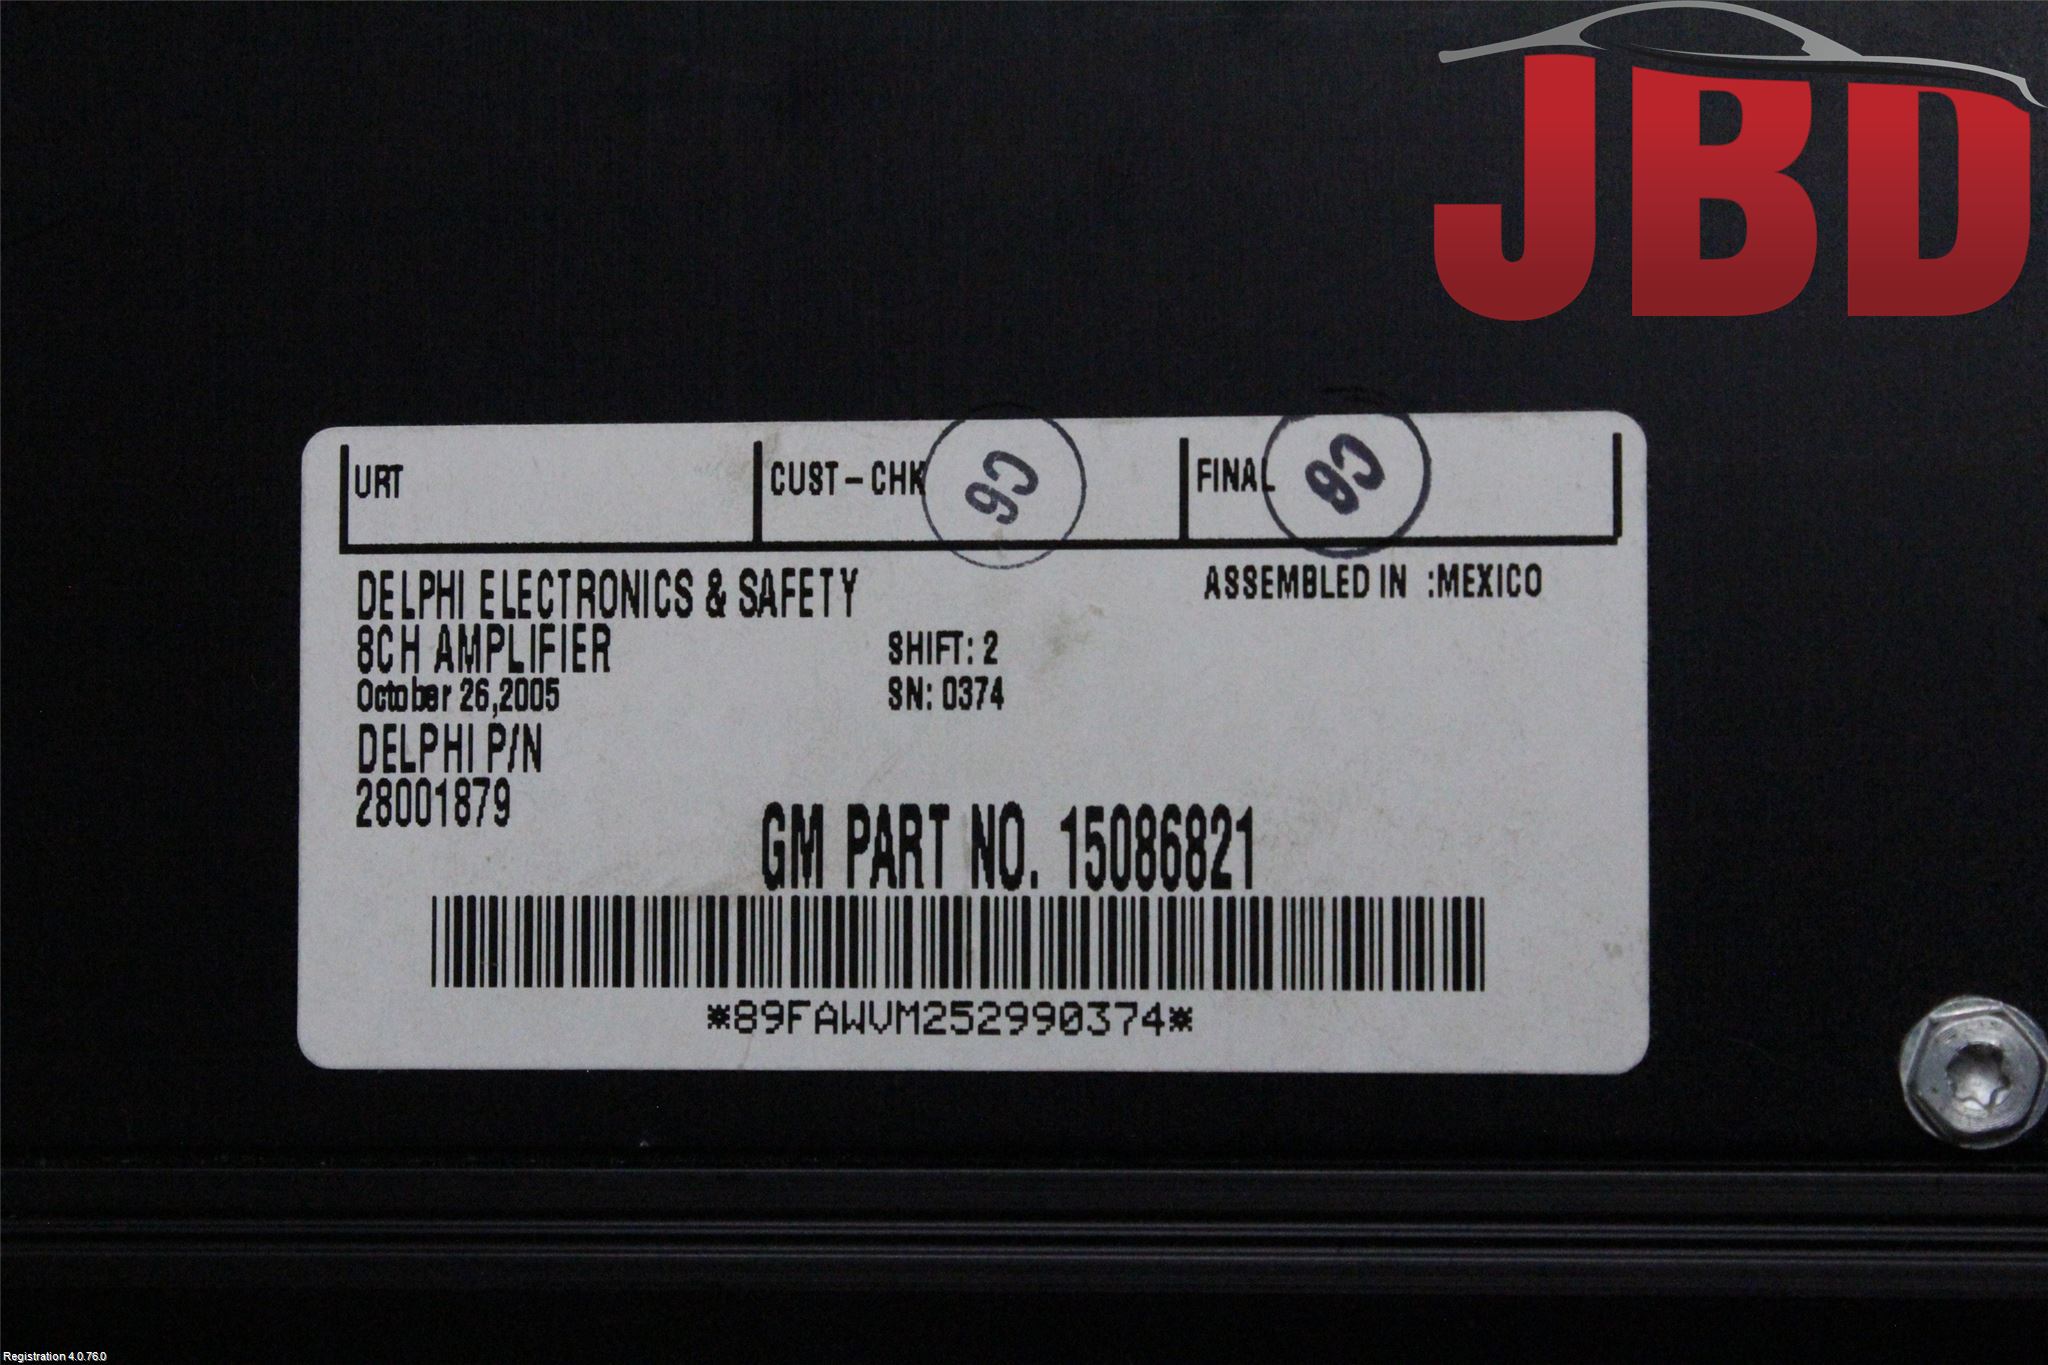 JBD
URT
CUST-CHK
C6
FINAL
C6
DELPHI ELECTRONICS & SAFETY
ASSEMBLED IN :MEXICO
8CH AMPLIFIER
SHIFT: 2
October 26,2005
SN: 0374
DELPHI P/N
28001879
GM PART NO. 15086821
*89FAWVM252990374*
Registration 4.0.76.0